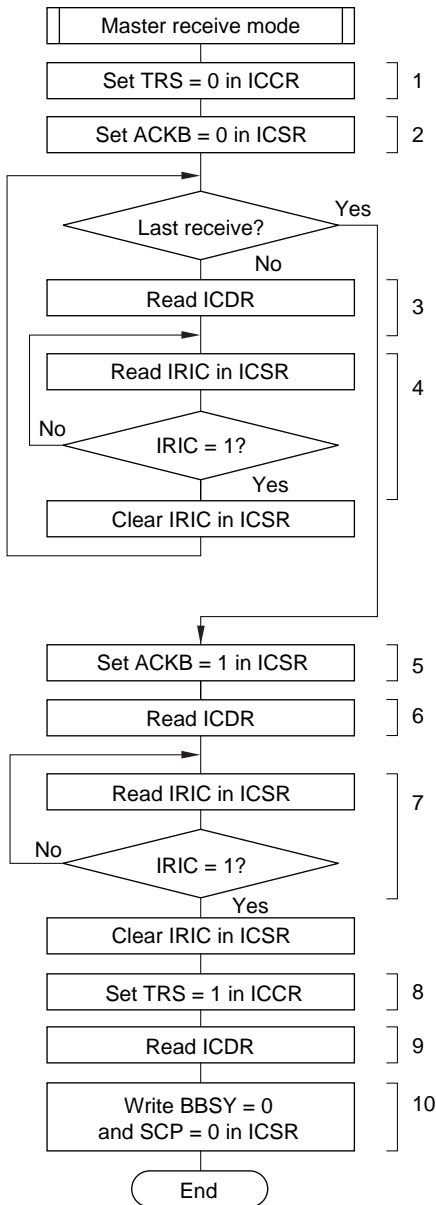 Master receive mode
Set TRS = 0 in ICCR
1
Set ACKB = 0 in ICSR
2
Last receive?
Yes
No
Read ICDR
3
Read IRIC in ICSR
4
No
IRIC = 1?
Yes
Clear IRIC in ICSR
Set ACKB = 1 in ICSR
5
Read ICDR
6
Read IRIC in ICSR
7
No
IRIC = 1?
Yes
Clear IRIC in ICSR
Set TRS = 1 in ICCR
8
Read ICDR
9
Write BBSY = 0
and SCP = 0 in ICSR
10
End